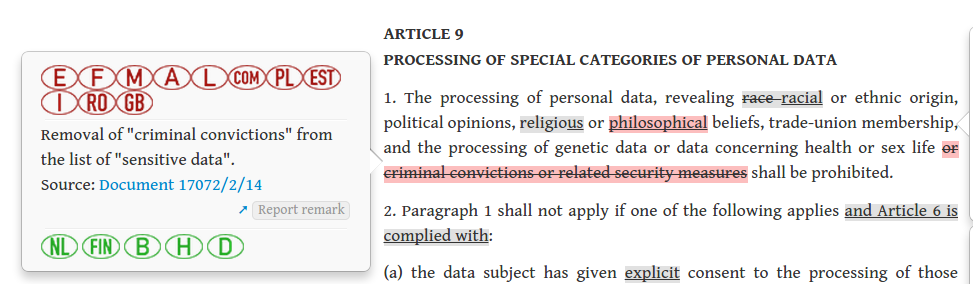 ARTICLE 9
PROCESSING OF SPECIAL CATEGORIES OF PERSONAL DATA
E F M A L COM PL EST
I RO GB
Removal of "criminal convictions" from
the list of "sensitive data".
Source: Document 17072/2/14
➚ Report remark
NL FIN B H D
1. The processing of personal data, revealing race racial or ethnic origin,
political opinions, religious or philosophical beliefs, trade-union membership,
and the processing of genetic data or data concerning health or sex life or
criminal convictions or related security measures shall be prohibited.
2. Paragraph 1 shall not apply if one of the following applies and Article 6 is
complied with:
(a) the data subject has given explicit consent to the processing of those